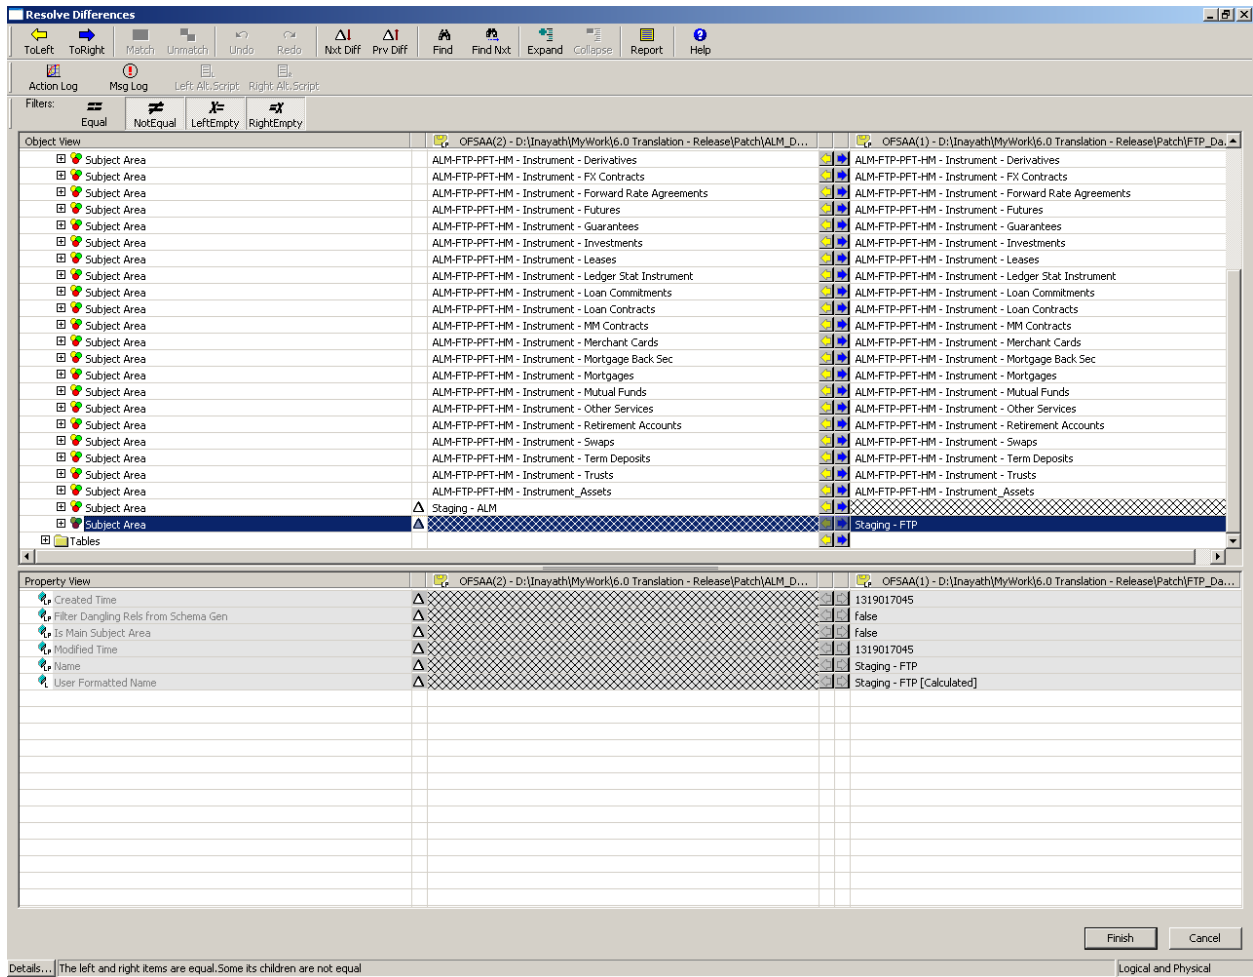 Resolve Differences
ToLeft ToRight Match Unmatch Undo Redo Nxt Diff Prv Diff Find Find Nxt Expand Collapse Report Help
Action Log Msg Log Left Alt.Script Right Alt.Script
Filters: Equal NotEqual LeftEmpty RightEmpty
Object View OFSAA(2) - D:\Inayath\MyWork\6.0 Translation - Release\Patch\ALM_D... OFSAA(1) - D:\Inayath\MyWork\6.0 Translation - Release\Patch\FTP_Da...
Subject Area ALM-FTP-PFT-HM - Instrument - Derivatives ALM-FTP-PFT-HM - Instrument - Derivatives
Subject Area ALM-FTP-PFT-HM - Instrument - FX Contracts ALM-FTP-PFT-HM - Instrument - FX Contracts
Subject Area ALM-FTP-PFT-HM - Instrument - Forward Rate Agreements ALM-FTP-PFT-HM - Instrument - Forward Rate Agreements
Subject Area ALM-FTP-PFT-HM - Instrument - Futures ALM-FTP-PFT-HM - Instrument - Futures
Subject Area ALM-FTP-PFT-HM - Instrument - Guarantees ALM-FTP-PFT-HM - Instrument - Guarantees
Subject Area ALM-FTP-PFT-HM - Instrument - Investments ALM-FTP-PFT-HM - Instrument - Investments
Subject Area ALM-FTP-PFT-HM - Instrument - Leases ALM-FTP-PFT-HM - Instrument - Leases
Subject Area ALM-FTP-PFT-HM - Instrument - Ledger Stat Instrument ALM-FTP-PFT-HM - Instrument - Ledger Stat Instrument
Subject Area ALM-FTP-PFT-HM - Instrument - Loan Commitments ALM-FTP-PFT-HM - Instrument - Loan Commitments
Subject Area ALM-FTP-PFT-HM - Instrument - Loan Contracts ALM-FTP-PFT-HM - Instrument - Loan Contracts
Subject Area ALM-FTP-PFT-HM - Instrument - MM Contracts ALM-FTP-PFT-HM - Instrument - MM Contracts
Subject Area ALM-FTP-PFT-HM - Instrument - Merchant Cards ALM-FTP-PFT-HM - Instrument - Merchant Cards
Subject Area ALM-FTP-PFT-HM - Instrument - Mortgage Back Sec ALM-FTP-PFT-HM - Instrument - Mortgage Back Sec
Subject Area ALM-FTP-PFT-HM - Instrument - Mortgages ALM-FTP-PFT-HM - Instrument - Mortgages
Subject Area ALM-FTP-PFT-HM - Instrument - Mutual Funds ALM-FTP-PFT-HM - Instrument - Mutual Funds
Subject Area ALM-FTP-PFT-HM - Instrument - Other Services ALM-FTP-PFT-HM - Instrument - Other Services
Subject Area ALM-FTP-PFT-HM - Instrument - Retirement Accounts ALM-FTP-PFT-HM - Instrument - Retirement Accounts
Subject Area ALM-FTP-PFT-HM - Instrument - Swaps ALM-FTP-PFT-HM - Instrument - Swaps
Subject Area ALM-FTP-PFT-HM - Instrument - Term Deposits ALM-FTP-PFT-HM - Instrument - Term Deposits
Subject Area ALM-FTP-PFT-HM - Instrument - Trusts ALM-FTP-PFT-HM - Instrument - Trusts
Subject Area ALM-FTP-PFT-HM - Instrument_Assets ALM-FTP-PFT-HM - Instrument_Assets
Subject Area Staging - ALM
Subject Area Staging - FTP
Tables
Property View OFSAA(2) - D:\Inayath\MyWork\6.0 Translation - Release\Patch\ALM_D... OFSAA(1) - D:\Inayath\MyWork\6.0 Translation - Release\Patch\FTP_Da...
Created Time 1319017045
Filter Dangling Rels from Schema Gen false
Is Main Subject Area false
Modified Time 1319017045
Name Staging - FTP
User Formatted Name Staging - FTP [Calculated]
Finish Cancel
Details... The left and right items are equal.Some its children are not equal Logical and Physical